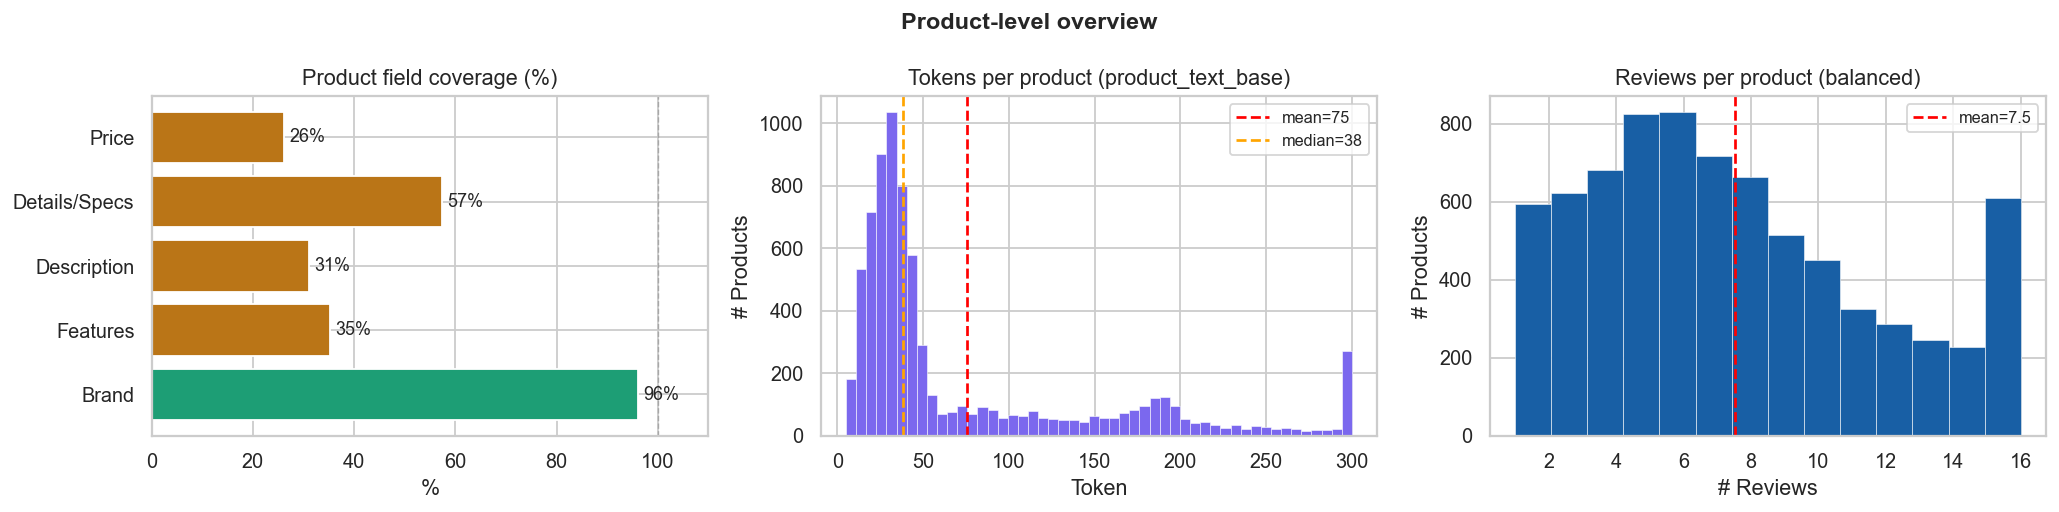 Product-level overview
Product field coverage (%)
Price
26%
Details/Specs
57%
Description
31%
Features
35%
Brand
96%
0 20 40 60 80 100
%
Tokens per product (product_text_base)
mean=75
median=38
# Products
1000
800
600
400
200
0
0 50 100 150 200 250 300
Token
Reviews per product (balanced)
mean=7.5
# Products
800
600
400
200
0
2 4 6 8 10 12 14 16
# Reviews